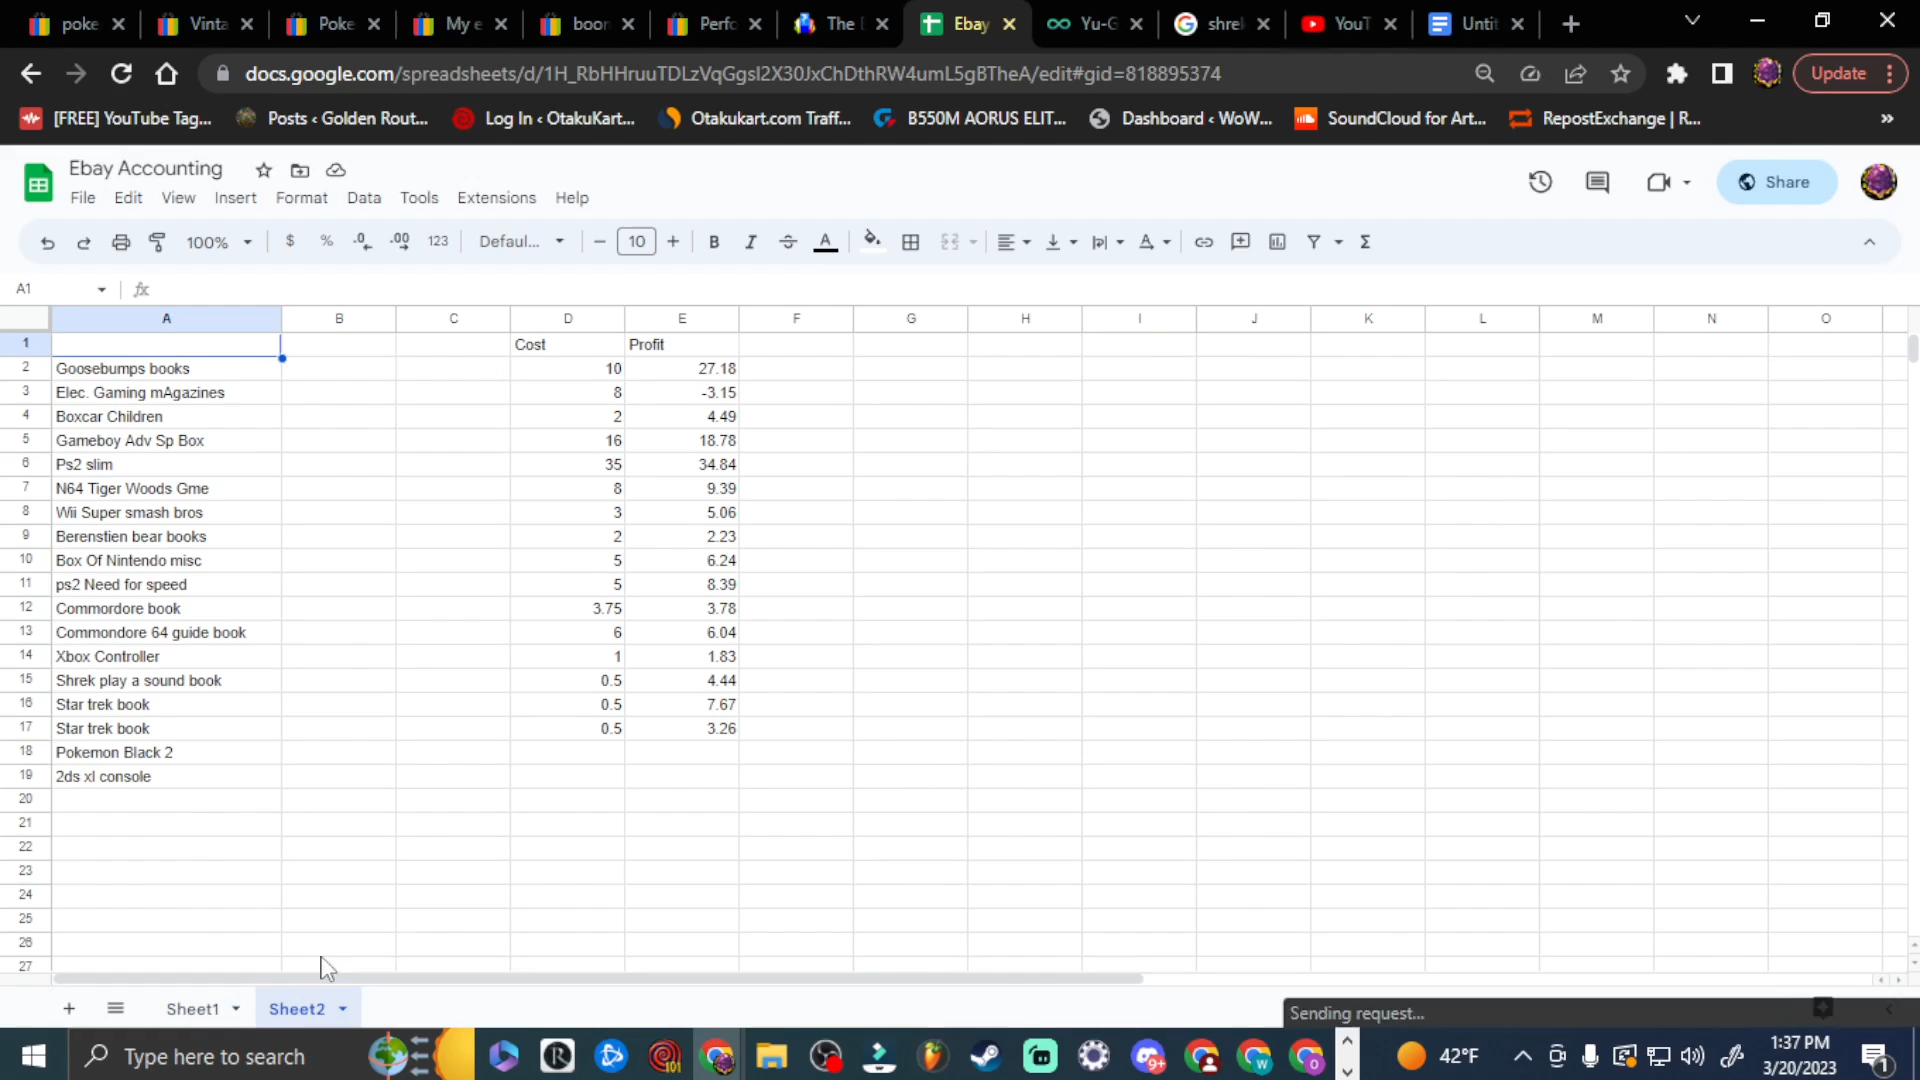 poke Vinta Poke My e boon Perfo The Ebay Yu-G shrek YouT Untit
docs.google.com/spreadsheets/d/1H_RbHHruuTDLzVqGgsI2X30JxChDthRW4umL5gBTheA/edit#gid=818895374 Update
[FREE] YouTube Tag... Posts ‹ Golden Rout... Log In ‹ OtakuKart... Otakukart.com Traff... B550M AORUS ELIT... Dashboard ‹ WoW... SoundCloud for Art... RepostExchange | R... »
Ebay Accounting
File Edit View Insert Format Data Tools Extensions Help Share
100% $ % .0 .00 123 Defaul... 10 B I A Σ
A1 fx
A B C D E F G H I J K L M N O
1 Cost Profit
2 Goosebumps books 10 27.18
3 Elec. Gaming mAgazines 8 -3.15
4 Boxcar Children 2 4.49
5 Gameboy Adv Sp Box 16 18.78
6 Ps2 slim 35 34.84
7 N64 Tiger Woods Gme 8 9.39
8 Wii Super smash bros 3 5.06
9 Berenstien bear books 2 2.23
10 Box Of Nintendo misc 5 6.24
11 ps2 Need for speed 5 8.39
12 Commordore book 3.75 3.78
13 Commondore 64 guide book 6 6.04
14 Xbox Controller 1 1.83
15 Shrek play a sound book 0.5 4.44
16 Star trek book 0.5 7.67
17 Star trek book 0.5 3.26
18 Pokemon Black 2
19 2ds xl console
20
21
22
23
24
25
26
27
Sheet1 Sheet2
Sending request...
Type here to search 42°F 1:37 PM
3/20/2023 1